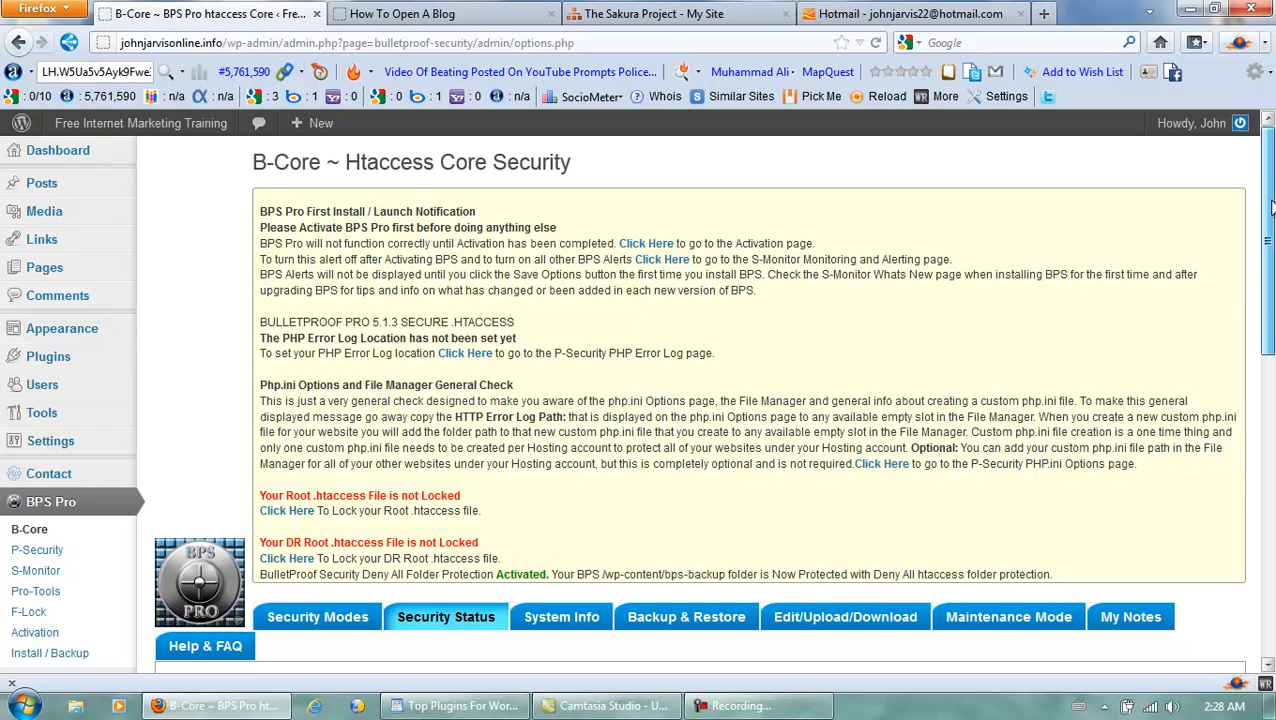 Firefox
B-Core ~ BPS Pro htaccess Core ‹ Fre...
How To Open A Blog
The Sakura Project - My Site
Hotmail - johnjarvis22@hotmail.com
johnjarvisonline.info/wp-admin/admin.php?page=bulletproof-security/admin/options.php
Google
LH.W5Ua5v5Ayk9Fwe
#5,761,590
Video Of Beating Posted On YouTube Prompts Police...
Muhammad Ali
MapQuest
Add to Wish List
: 0/10
: 5,761,590
: n/a
: n/a
: 3
: 1
: 0
: 0
: 1
: 0
: n/a
SocioMeter
Whois
Similar Sites
Pick Me
Reload
More
Settings
Free Internet Marketing Training
New
Howdy, John
Dashboard
Posts
Media
Links
Pages
Comments
Appearance
Plugins
Users
Tools
Settings
Contact
BPS Pro
B-Core
P-Security
S-Monitor
Pro-Tools
F-Lock
Activation
Install / Backup
B-Core ~ Htaccess Core Security
BPS Pro First Install / Launch Notification
Please Activate BPS Pro first before doing anything else
BPS Pro will not function correctly until Activation has been completed. Click Here to go to the Activation page.
To turn this alert off after Activating BPS and to turn on all other BPS Alerts Click Here to go to the S-Monitor Monitoring and Alerting page.
BPS Alerts will not be displayed until you click the Save Options button the first time you install BPS. Check the S-Monitor Whats New page when installing BPS for the first time and after
upgrading BPS for tips and info on what has changed or been added in each new version of BPS.
BULLETPROOF PRO 5.1.3 SECURE .HTACCESS
The PHP Error Log Location has not been set yet
To set your PHP Error Log location Click Here to go to the P-Security PHP Error Log page.
Php.ini Options and File Manager General Check
This is just a very general check designed to make you aware of the php.ini Options page, the File Manager and general info about creating a custom php.ini file. To make this general
displayed message go away copy the HTTP Error Log Path: that is displayed on the php.ini Options page to any available empty slot in the File Manager. When you create a new custom php.ini
file for your website you will add the folder path to that new custom php.ini file that you create to any available empty slot in the File Manager. Custom php.ini file creation is a one time thing and
only one custom php.ini file needs to be created per Hosting account to protect all of your websites under your Hosting account. Optional: You can add your custom php.ini file path in the File
Manager for all of your other websites under your Hosting account, but this is completely optional and is not required.Click Here to go to the P-Security PHP.ini Options page.
Your Root .htaccess File is not Locked
Click Here To Lock your Root .htaccess file.
Your DR Root .htaccess File is not Locked
Click Here To Lock your DR Root .htaccess file.
BulletProof Security Deny All Folder Protection Activated. Your BPS /wp-content/bps-backup folder is Now Protected with Deny All htaccess folder protection.
BPS
PRO
Security Modes
Security Status
System Info
Backup & Restore
Edit/Upload/Download
Maintenance Mode
My Notes
Help & FAQ
B-Core ~ BPS Pro ht...
Top Plugins For Wor...
Camtasia Studio - U...
Recording...
2:28 AM